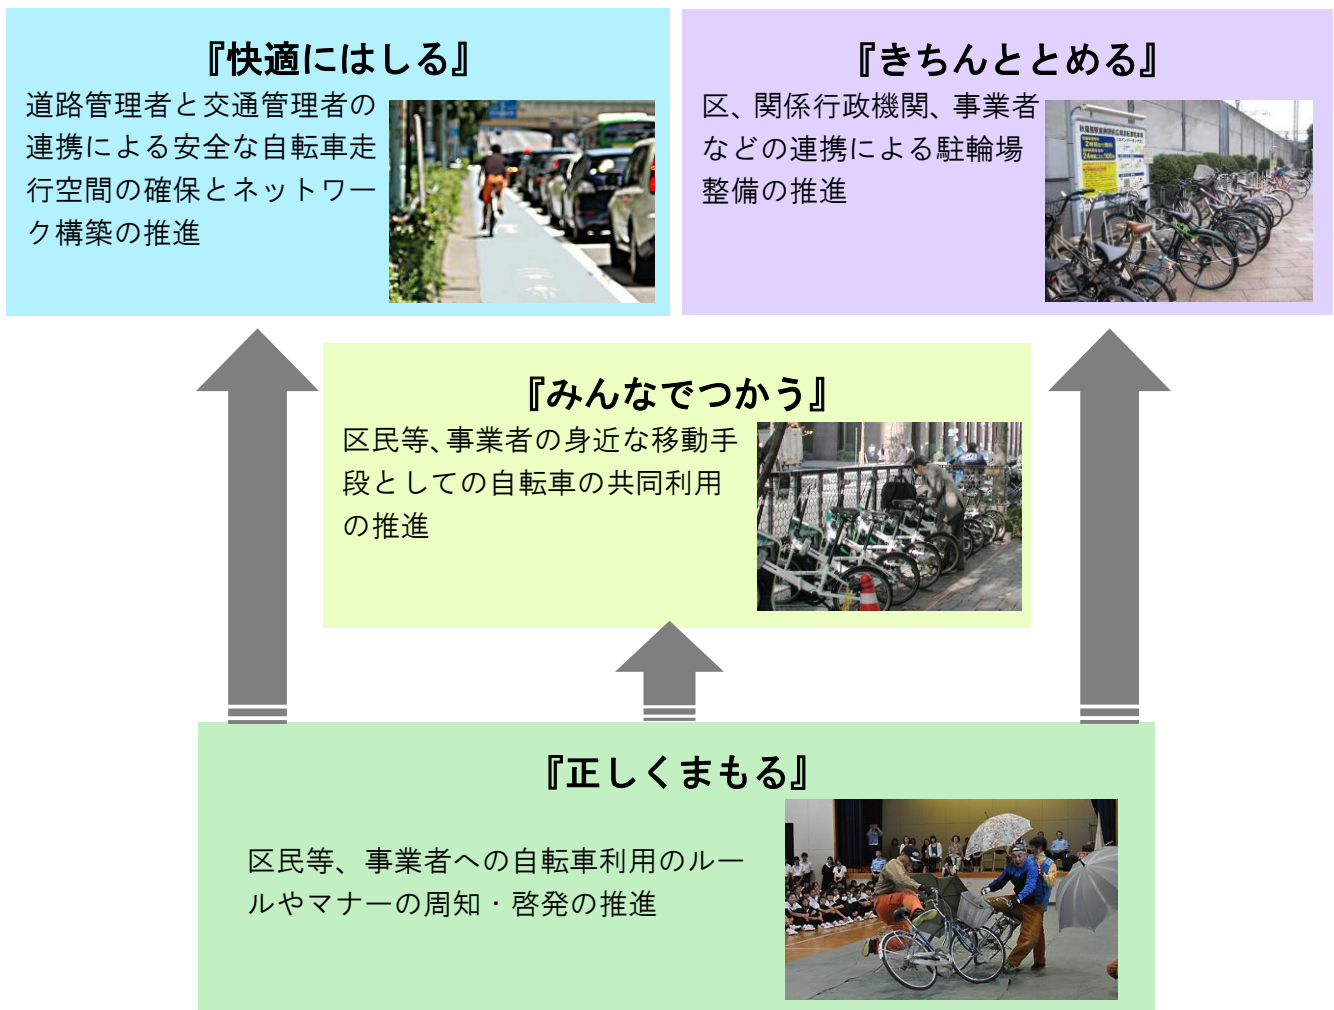 『快適にはしる』
道路管理者と交通管理者の
連携による安全な自転車走
行空間の確保とネットワー
ク構築の推進
『きちんととめる』
区、関係行政機関、事業者
などの連携による駐輪場
整備の推進
『みんなでつかう』
区民等、事業者の身近な移動手
段としての自転車の共同利用
の推進
『正しくまもる』
区民等、事業者への自転車利用のルー
ルやマナーの周知・啓発の推進